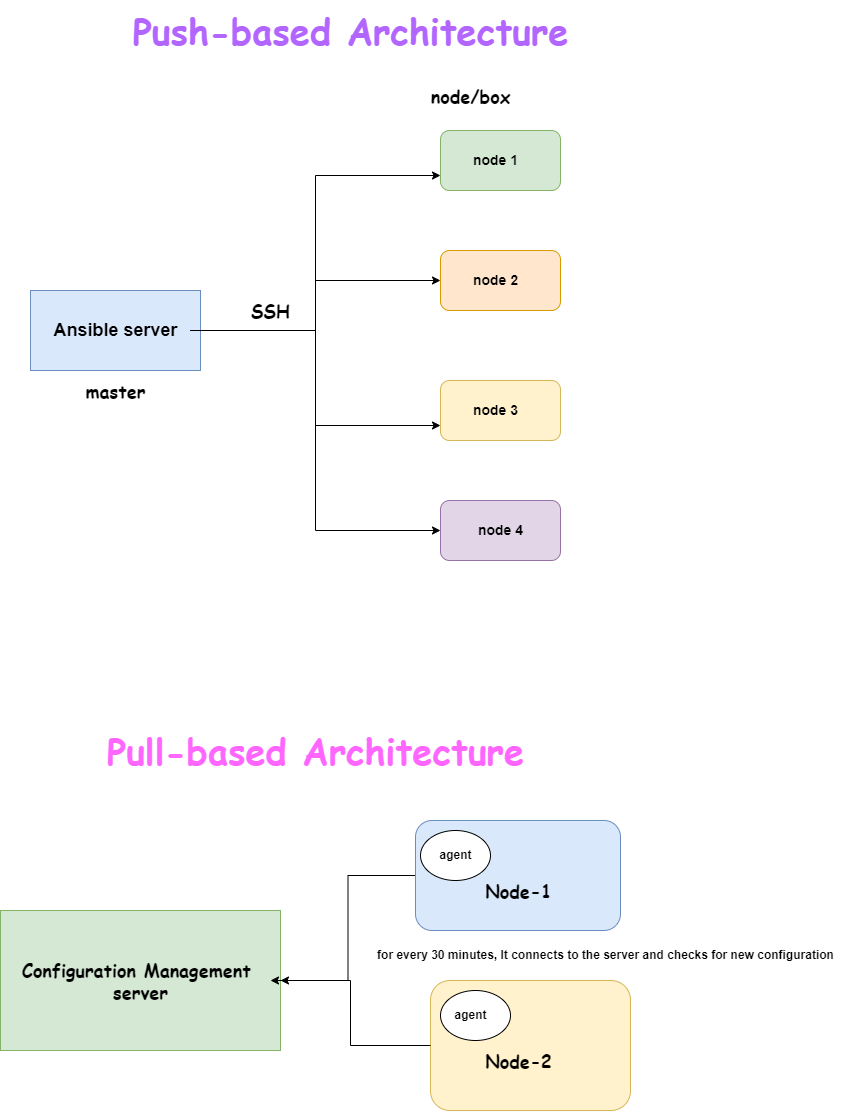 Push-based Architecture
node/box
node 1
node 2
Ansible server
SSH
master
node 3
node 4
Pull-based Architecture
agent
Node-1
for every 30 minutes, It connects to the server and checks for new configuration
Configuration Management
server
agent
Node-2